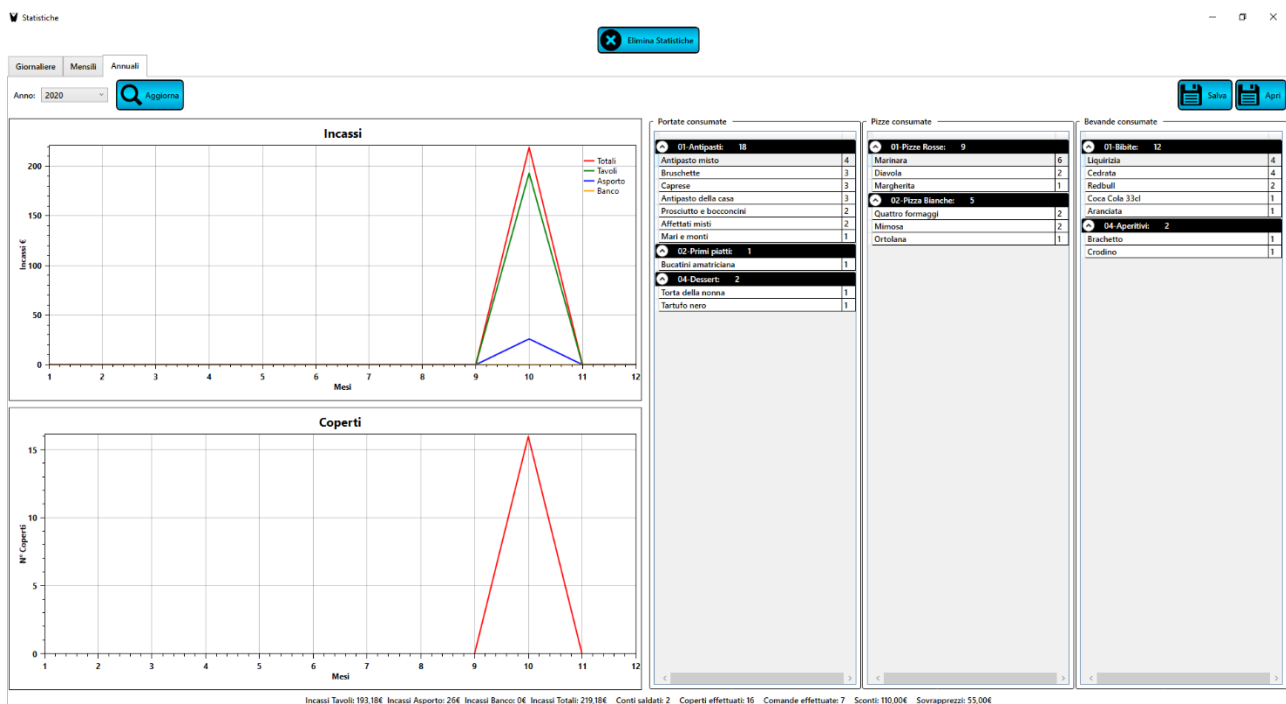 Statistiche
Elimina Statistiche
Giornaliere Mensili Annuali
Anno: 2020 Aggiorna Salva Apri
Incassi
Totali
Tavoli
Asporto
Banco
200
150
100
50
0
Incassi €
1 2 3 4 5 6 7 8 9 10 11 12
Mesi
Coperti
15
10
5
0
N° Coperti
1 2 3 4 5 6 7 8 9 10 11 12
Mesi
Portate consumate
01-Antipasti: 18
Antipasto misto 4
Bruschette 3
Caprese 3
Antipasto della casa 3
Prosciutto e bocconcini 2
Affettati misti 2
Mari e monti 1
02-Primi piatti: 1
Bucatini amatriciana 1
04-Dessert: 2
Torta della nonna 1
Tartufo nero 1
Pizze consumate
01-Pizze Rosse: 9
Marinara 6
Diavola 2
Margherita 1
02-Pizza Bianche: 5
Quattro formaggi 2
Mimosa 2
Ortolana 1
Bevande consumate
01-Bibite: 12
Liquirizia 4
Cedrata 4
Redbull 2
Coca Cola 33cl 1
Aranciata 1
04-Aperitivi: 2
Brachetto 1
Crodino 1
Incassi Tavoli: 193,18€ Incassi Asporto: 26€ Incassi Banco: 0€ Incassi Totali: 219,18€ Conti saldati: 2 Coperti effettuati: 16 Comande effettuate: 7 Sconti: 110,00€ Sovrapprezzi: 55,00€